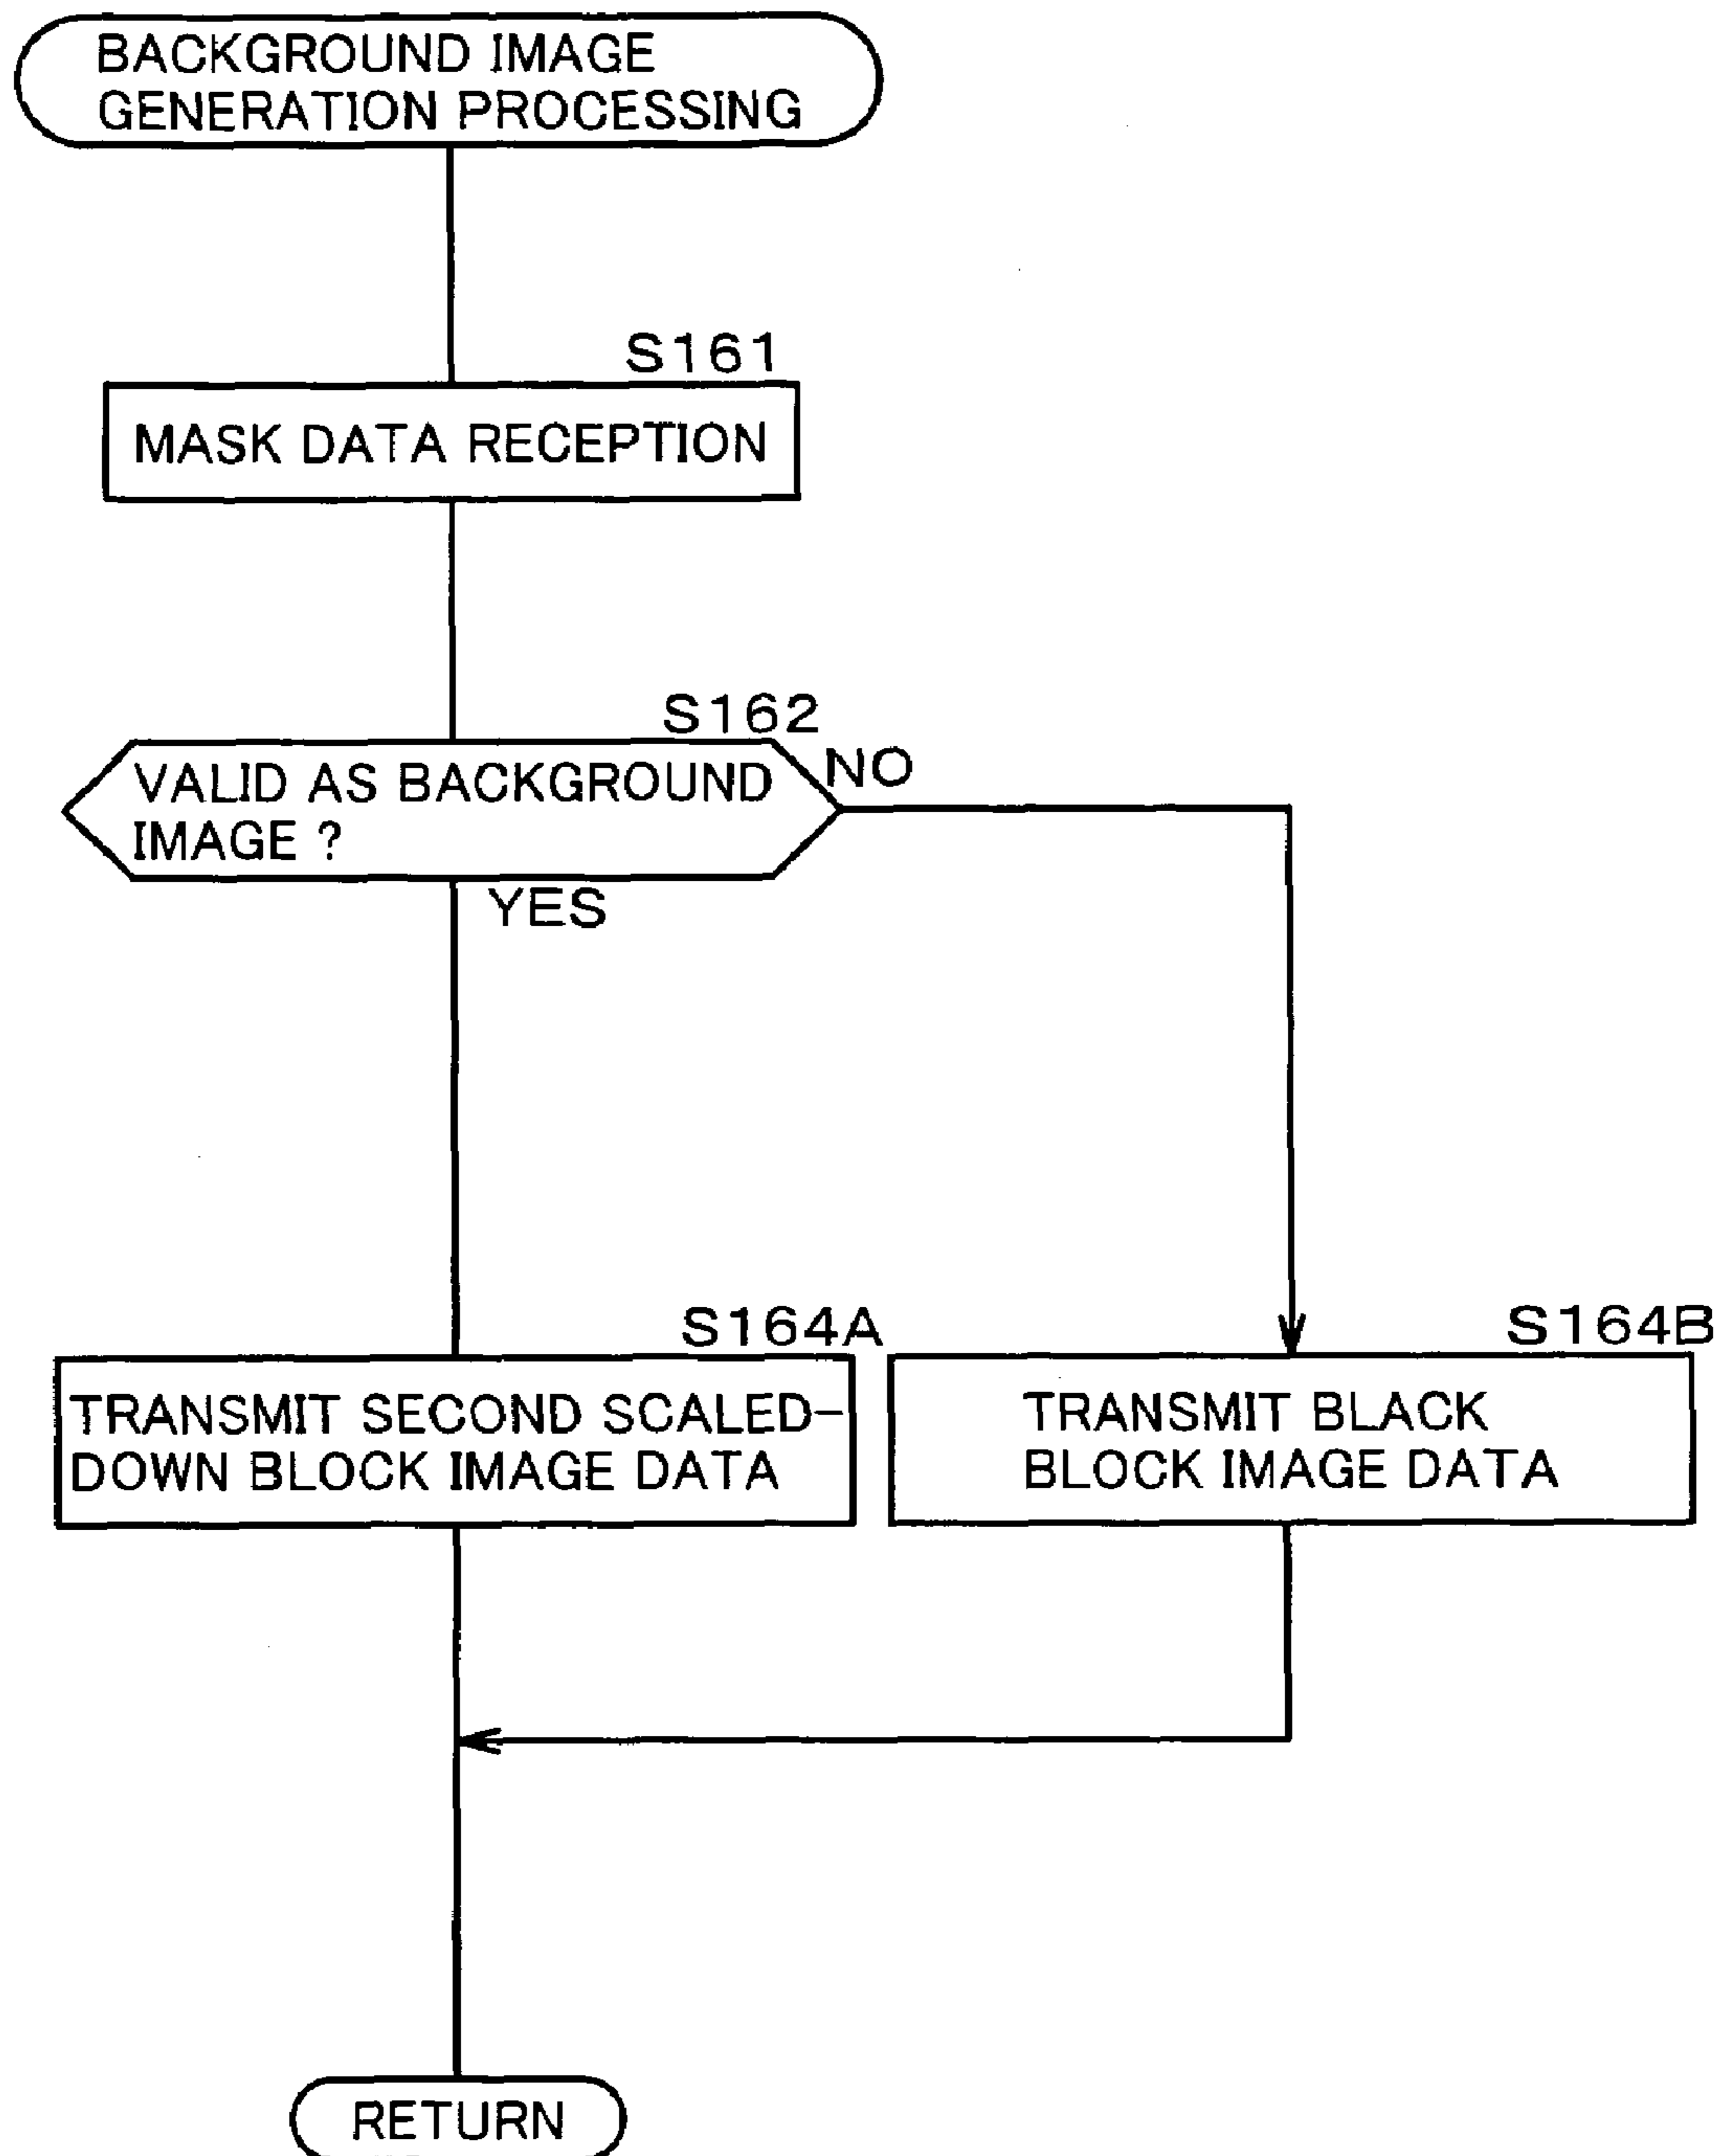 BACKGROUND IMAGE
GENERATION PROCESSING
S161
MASK DATA RECEPTION
S162
VALID AS BACKGROUND
IMAGE ?
NO
YES
S164A
TRANSMIT SECOND SCALED-
DOWN BLOCK IMAGE DATA
S164B
TRANSMIT BLACK
BLOCK IMAGE DATA
RETURN